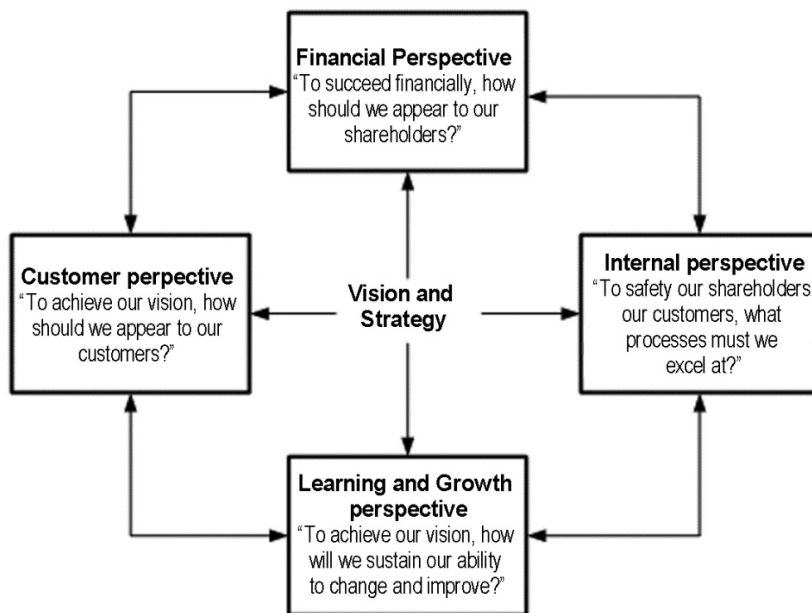 Financial Perspective
“To succeed financially, how
should we appear to our
shareholders?”
Customer perpective
“To achieve our vision, how
should we appear to our
customers?”
Vision and
Strategy
Internal perspective
“To safety our shareholders
our customers, what
processes must we
excel at?”
Learning and Growth
perspective
“To achieve our vision, how
will we sustain our ability
to change and improve?”